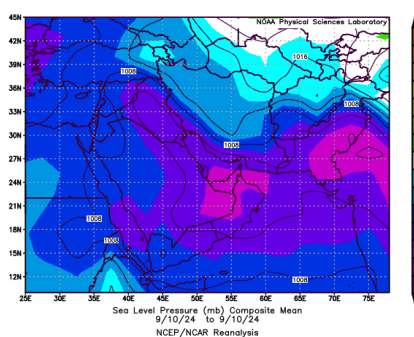 NOAA Physical Sciences Laboratory
45N
42N
39N
36N
33N
30N
27N
24N
21N
18N
15N
12N
1008
1016
1008
1008
1008
1008
1008
25E 30E 35E 40E 45E 50E 55E 60E 65E 70E 75E
Sea Level Pressure (mb) Composite Mean
9/10/24 to 9/10/24
NCEP/NCAR Reanalysis